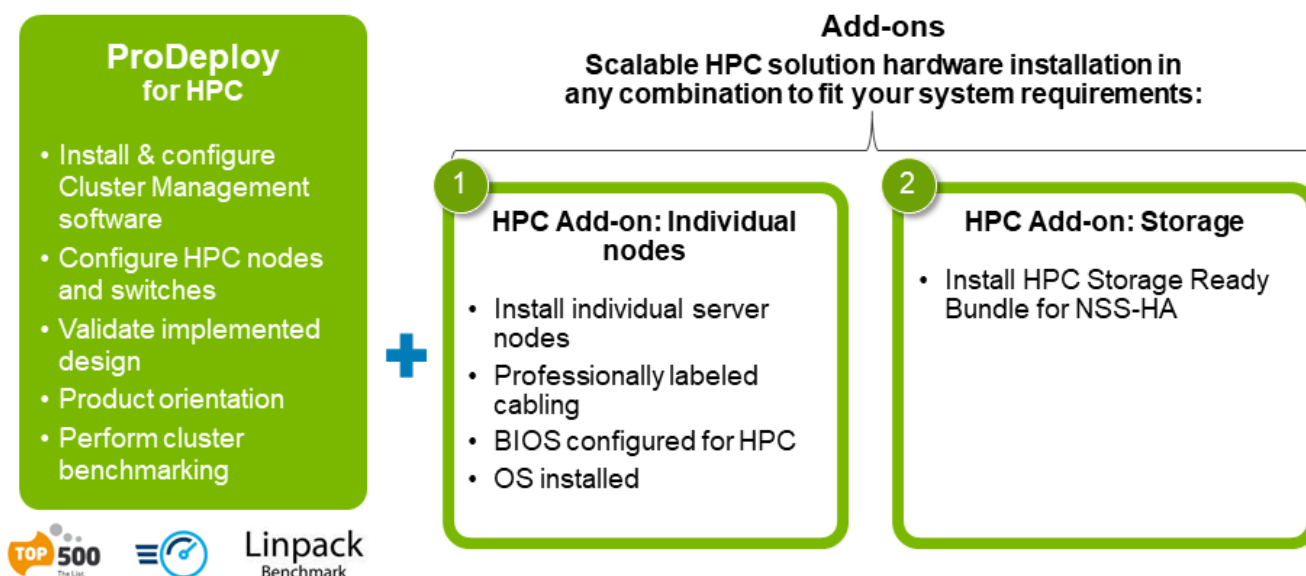 ProDeploy
for HPC
• Install & configure
Cluster Management
software
• Configure HPC nodes
and switches
• Validate implemented
design
• Product orientation
• Perform cluster
benchmarking
TOP 500
The List.
Linpack
Benchmark
Add-ons
Scalable HPC solution hardware installation in
any combination to fit your system requirements:
1
HPC Add-on: Individual
nodes
• Install individual server
nodes
• Professionally labeled
cabling
• BIOS configured for HPC
• OS installed
2
HPC Add-on: Storage
• Install HPC Storage Ready
Bundle for NSS-HA